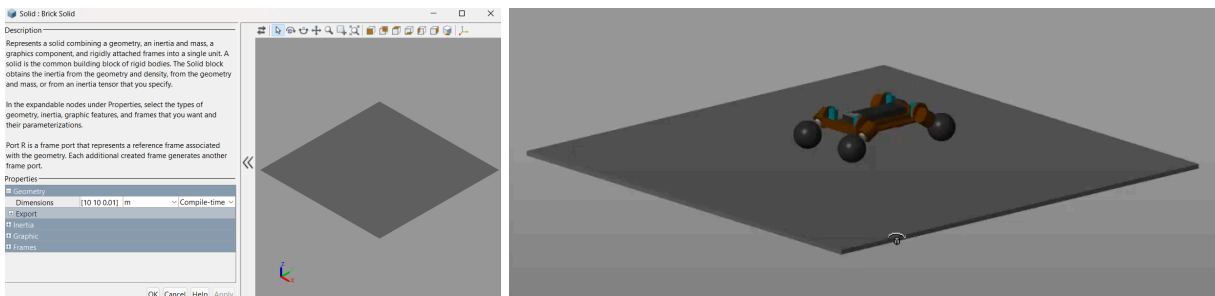 Solid : Brick Solid
Description
Represents a solid combining a geometry, an inertia and mass, a
graphics component, and rigidly attached frames into a single unit. A
solid is the common building block of rigid bodies. The Solid block
obtains the inertia from the geometry and density, from the geometry
and mass, or from an inertia tensor that you specify.
In the expandable nodes under Properties, select the types of
geometry, inertia, graphic features, and frames that you want and
their parameterizations.
Port R is a frame port that represents a reference frame associated
with the geometry. Each additional created frame generates another
frame port.
Properties
Geometry
Dimensions [10 10 0.01] m Compile-time
Export
Inertia
Graphic
Frames
z
x
OK Cancel Help Apply